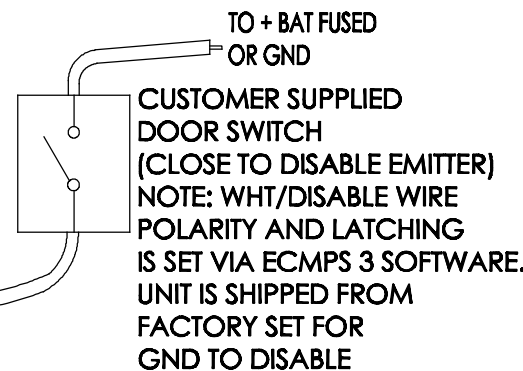 TO + BAT FUSED
OR GND
CUSTOMER SUPPLIED
DOOR SWITCH
(CLOSE TO DISABLE EMITTER)
NOTE: WHT/DISABLE WIRE
POLARITY AND LATCHING
IS SET VIA ECMPS 3 SOFTWARE.
UNIT IS SHIPPED FROM
FACTORY SET FOR
GND TO DISABLE